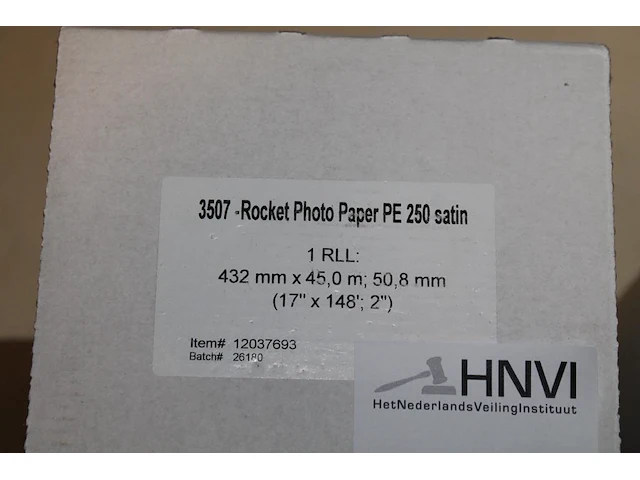 3507 -Rocket Photo Paper PE 250 satin
1 RLL:
432 mm x 45,0 m; 50,8 mm
(17" x 148'; 2")
Item# 12037693
Batch# 26180
HNVI
HetNederlandsVeilingInstituut